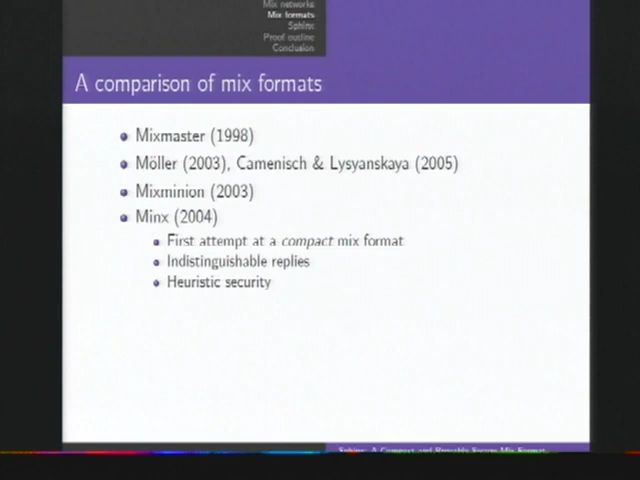 Mix networks
Mix formats
Sphinx
Proof outline
Conclusion
A comparison of mix formats
Mixmaster (1998)
Möller (2003), Camenisch & Lysyanskaya (2005)
Mixminion (2003)
Minx (2004)
First attempt at a compact mix format
Indistinguishable replies
Heuristic security
Sphinx: A Compact and Provably Secure Mix Format